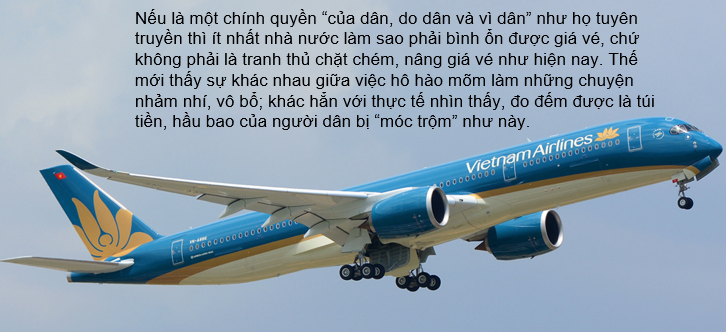 Nếu là một chính quyền “của dân, do dân và vì dân” như họ tuyên
truyền thì ít nhất nhà nước làm sao phải bình ổn được giá vé, chứ
không phải là tranh thủ chặt chém, nâng giá vé như hiện nay. Thế
mới thấy sự khác nhau giữa việc hô hào mõm làm những chuyện
nhảm nhí, vô bổ; khác hẳn với thực tế nhìn thấy, đo đếm được là túi
tiền, hầu bao của người dân bị “móc trộm” như này.
Vietnam Airlines